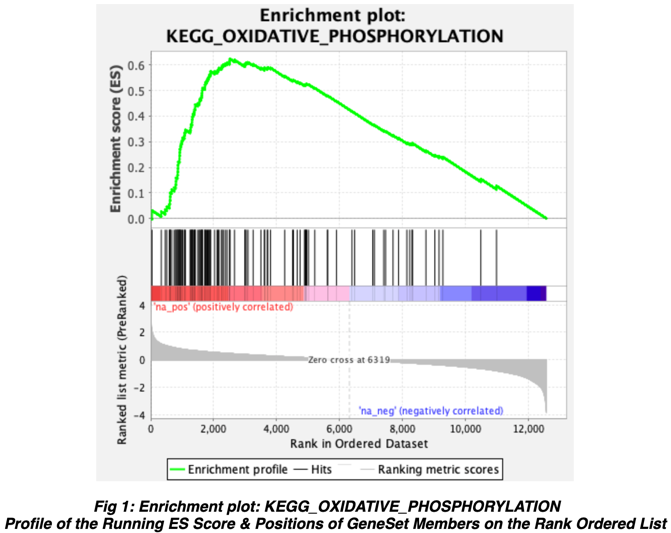 Enrichment plot:
KEGG_OXIDATIVE_PHOSPHORYLATION
Enrichment score (ES)
0.6
0.5
0.4
0.3
0.2
0.1
0.0
'na_pos' (positively correlated)
Ranked list metric (PreRanked)
4
2
0
-2
-4
Zero cross at 6319
'na_neg' (negatively correlated)
0 2,000 4,000 6,000 8,000 10,000 12,000
Rank in Ordered Dataset
Enrichment profile Hits Ranking metric scores
Fig 1: Enrichment plot: KEGG_OXIDATIVE_PHOSPHORYLATION
Profile of the Running ES Score & Positions of GeneSet Members on the Rank Ordered List